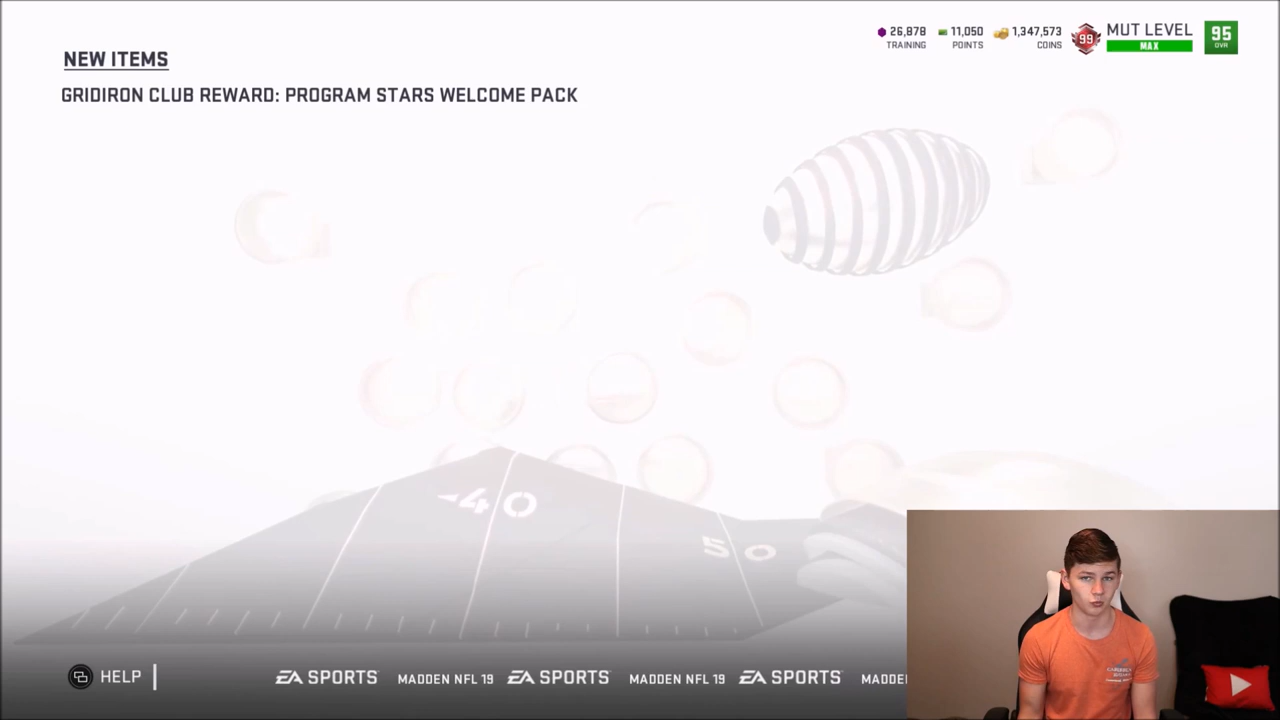 NEW ITEMS
GRIDIRON CLUB REWARD: PROGRAM STARS WELCOME PACK
26,878
TRAINING
11,050
POINTS
1,347,573
COINS
99
MUT LEVEL
MAX
95
OVR
40
50
HELP
EA SPORTS MADDEN NFL 19 EA SPORTS MADDEN NFL 19 EA SPORTS MADDE